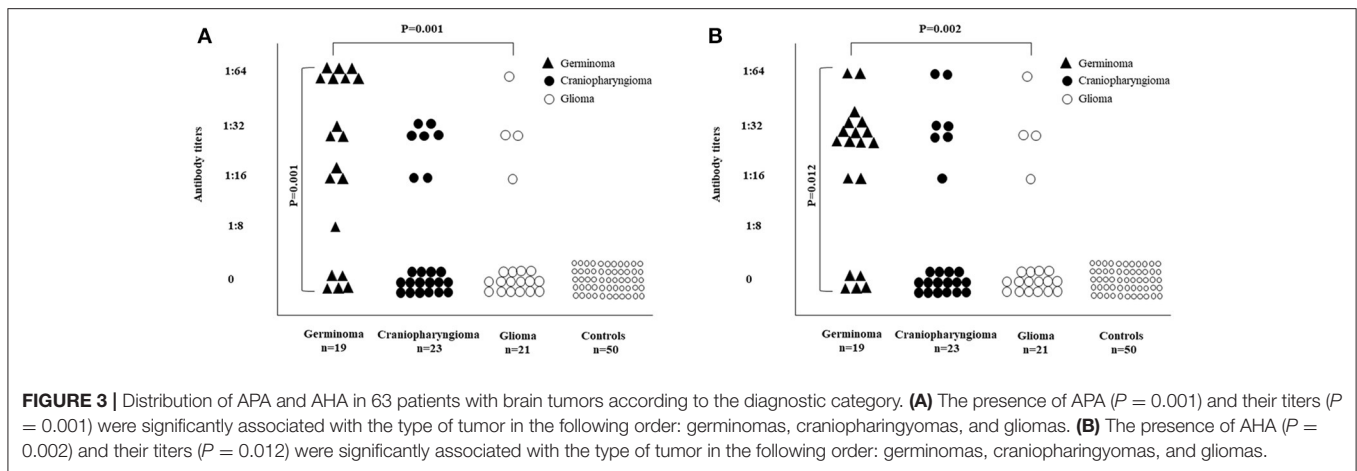 A
P=0.001
Germinoma
Craniopharyngioma
Glioma
Antibody titers
1:64
1:32
1:16
1:8
0
P=0.001
Germinoma Craniopharyngioma Glioma Controls
n=19 n=23 n=21 n=50
B
P=0.002
Germinoma
Craniopharyngioma
Glioma
Antibody titers
1:64
1:32
1:16
1:8
0
P=0.012
Germinoma Craniopharyngioma Glioma Controls
n=19 n=23 n=21 n=50
FIGURE 3 | Distribution of APA and AHA in 63 patients with brain tumors according to the diagnostic category. (A) The presence of APA (P = 0.001) and their titers (P
= 0.001) were significantly associated with the type of tumor in the following order: germinomas, craniopharingyomas, and gliomas. (B) The presence of AHA (P =
0.002) and their titers (P = 0.012) were significantly associated with the type of tumor in the following order: germinomas, craniopharingyomas, and gliomas.